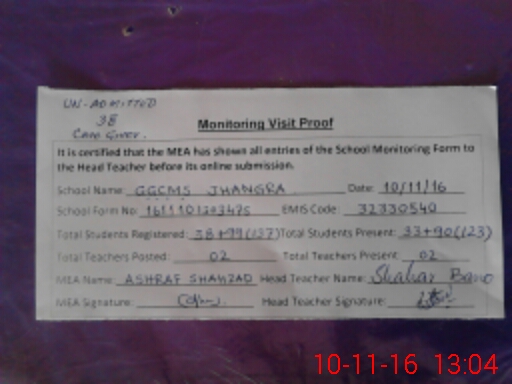 UN-ADMITTED
38
Care Giver.
Monitoring Visit Proof
It is certified that the MEA has shown all entries of the School Monitoring Form to
the Head Teacher before its online submission.
School Name: GGCMS JHANGRA Date: 10/11/16
School Form No: EMIS Code: 32330540
Total Students Registered: 38+99(137) Total Students Present: 33+90(123)
Total Teachers Posted: 02 Total Teachers Present: 02
MEA Name: ASHRAF SHAHZAD Head Teacher Name: Shahar Bano
MEA Signature: Head Teacher Signature:
10-11-16 13:04